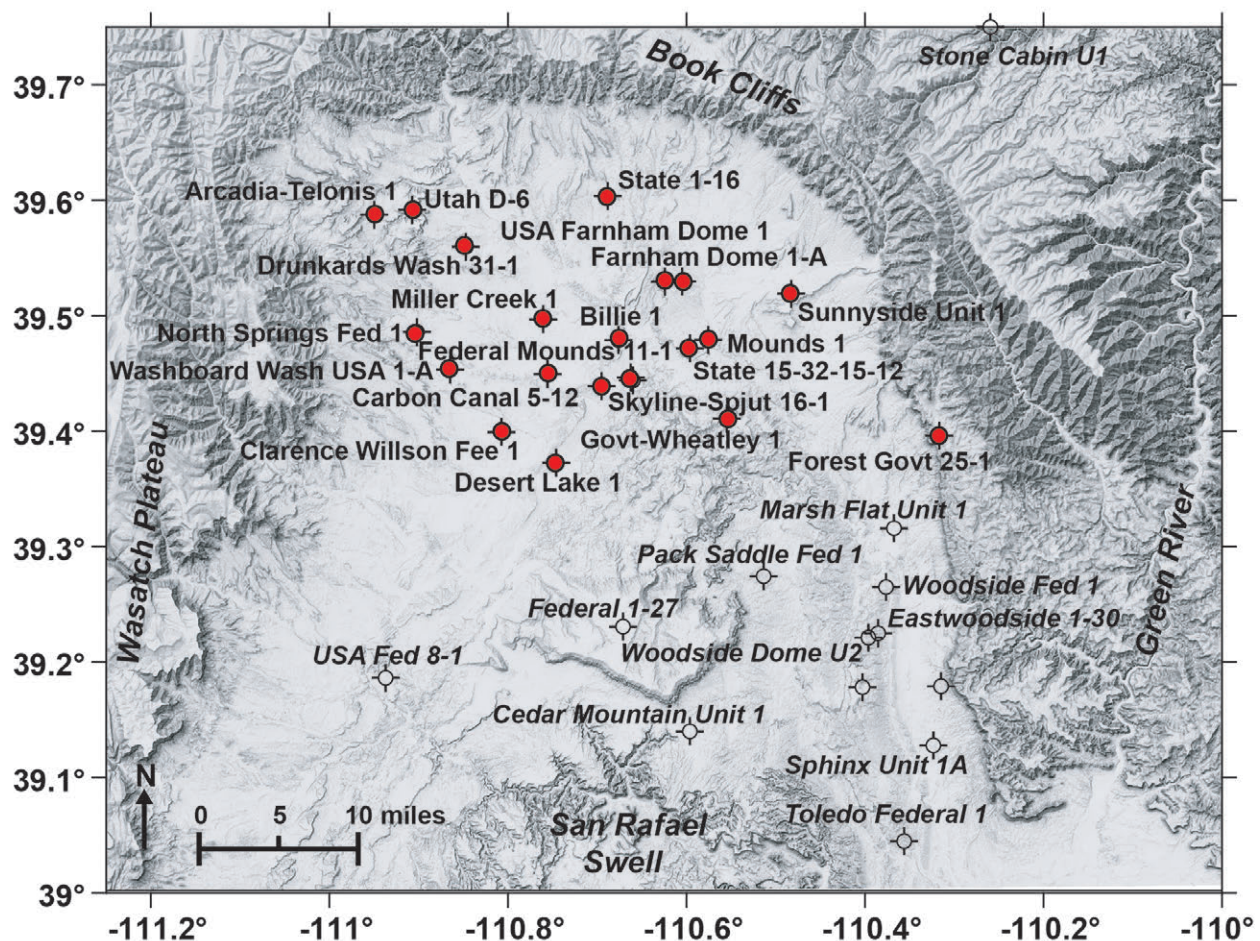 Stone Cabin U1
Book Cliffs
39.7
Arcadia-Telonis 1
Utah D-6
State 1-16
39.6
USA Farnham Dome 1
Drunkards Wash 31-1
Farnham Dome 1-A
Miller Creek 1
Billie 1
Sunnyside Unit 1
39.5
North Springs Fed 1
Federal Mounds 11-1
Mounds 1
Washboard Wash USA 1-A
State 15-32-15-12
Carbon Canal 5-12
Skyline-Spjut 16-1
39.4
Clarence Willson Fee 1
Govt-Wheatley 1
Forest Govt 25-1
Desert Lake 1
Wasatch Plateau
Marsh Flat Unit 1
Green River
39.3
Pack Saddle Fed 1
Woodside Fed 1
Federal 1-27
Eastwoodside 1-30
39.2
USA Fed 8-1
Woodside Dome U2
Cedar Mountain Unit 1
Sphinx Unit 1A
39.1
N
0 5 10 miles
San Rafael
Swell
Toledo Federal 1
39°
-111.2° -111° -110.8° -110.6° -110.4° -110.2° -110°